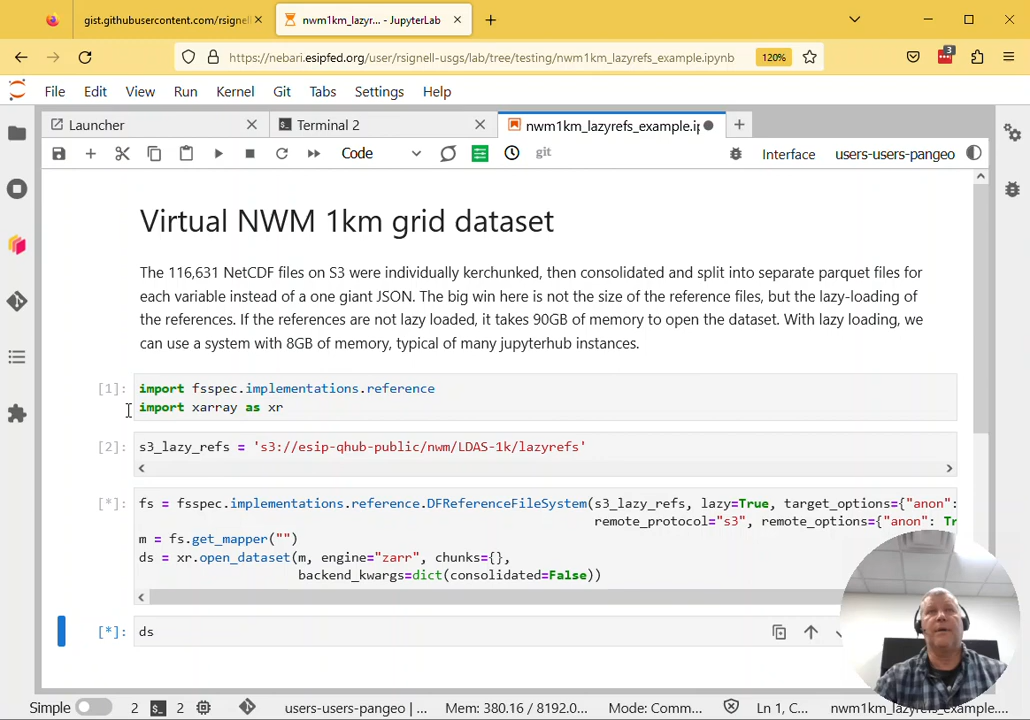 gist.githubusercontent.com/rsignell
nwm1km_lazyr... - JupyterLab
https://nebari.esipfed.org/user/rsignell-usgs/lab/tree/testing/nwm1km_lazyrefs_example.ipynb
120%
3
File Edit View Run Kernel Git Tabs Settings Help
Launcher
Terminal 2
nwm1km_lazyrefs_example.ip
Code
git
Interface
users-users-pangeo
Virtual NWM 1km grid dataset
The 116,631 NetCDF files on S3 were individually kerchunked, then consolidated and split into separate parquet files for
each variable instead of a one giant JSON. The big win here is not the size of the reference files, but the lazy-loading of
the references. If the references are not lazy loaded, it takes 90GB of memory to open the dataset. With lazy loading, we
can use a system with 8GB of memory, typical of many jupyterhub instances.
[1]: import fsspec.implementations.reference
import xarray as xr
[2]: s3_lazy_refs = 's3://esip-qhub-public/nwm/LDAS-1k/lazyrefs'
[*]: fs = fsspec.implementations.reference.DFReferenceFileSystem(s3_lazy_refs, lazy=True, target_options={"anon":
remote_protocol="s3", remote_options={"anon": Tr
m = fs.get_mapper("")
ds = xr.open_dataset(m, engine="zarr", chunks={},
backend_kwargs=dict(consolidated=False))
[*]: ds
Simple 2 2 users-users-pangeo | ... Mem: 380.16 / 8192.0... Mode: Comm... Ln 1, C... nwm1km_lazyrefs_example....